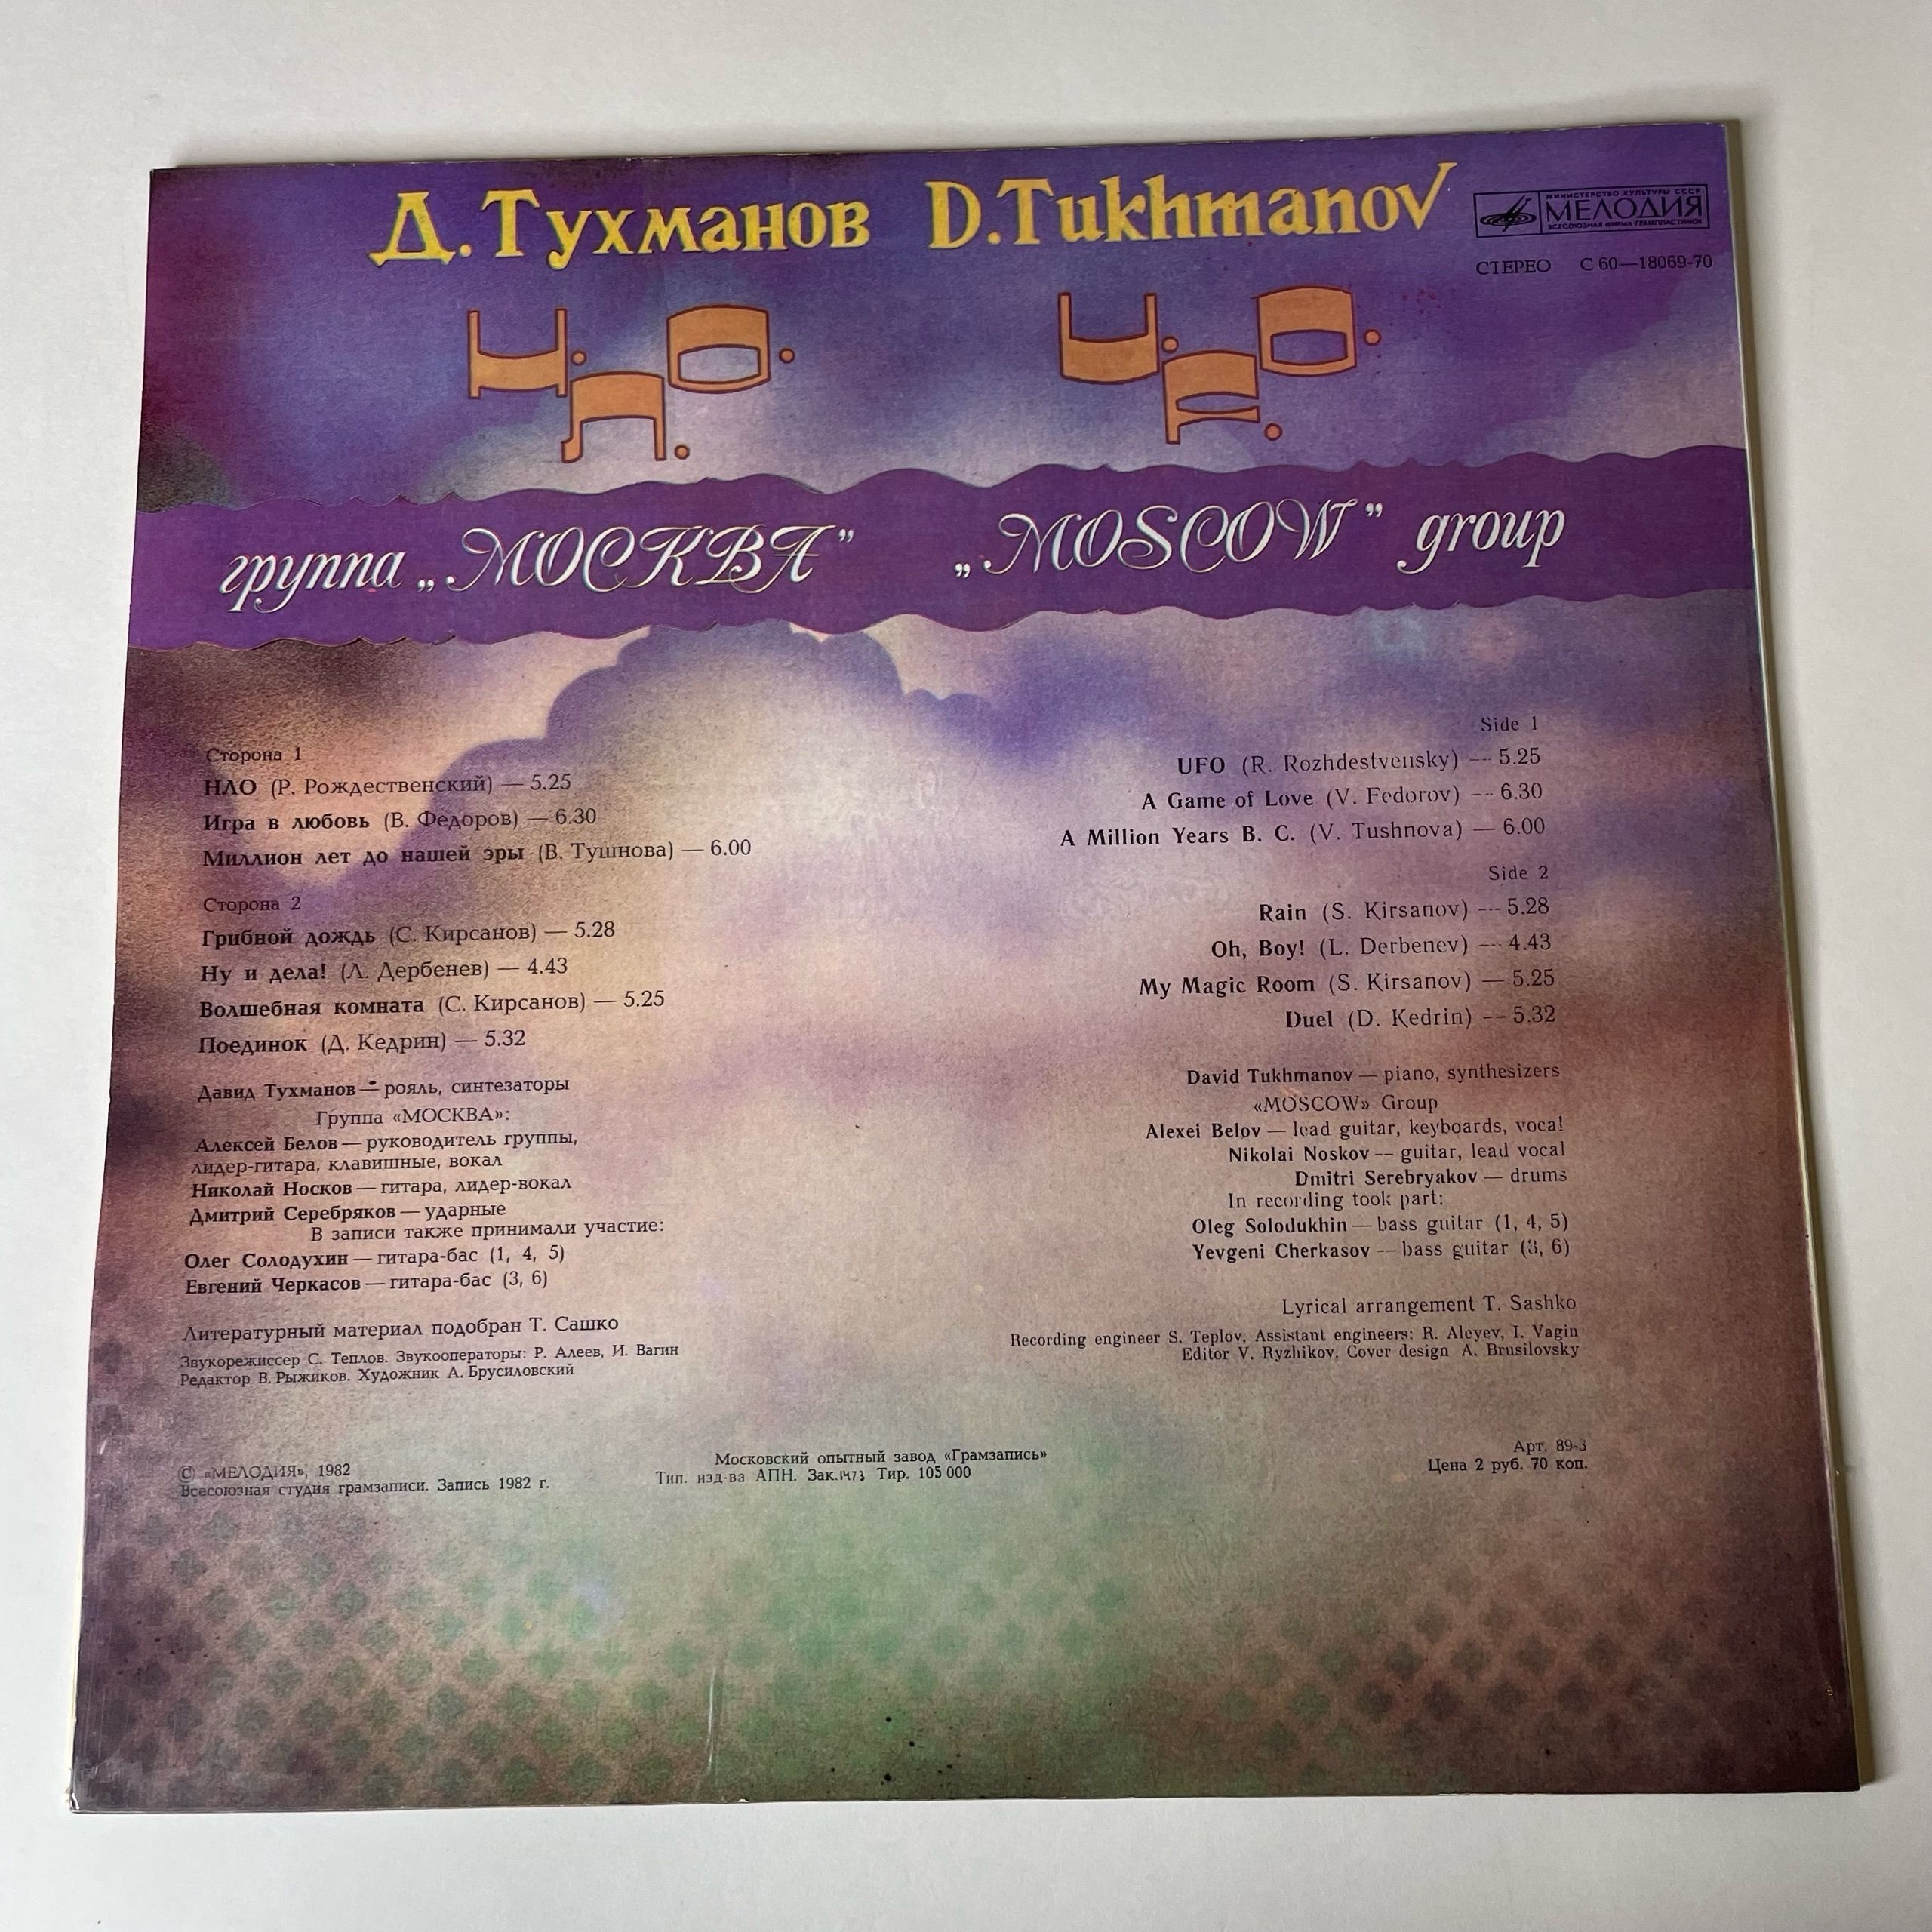 Д. Тухманов D. Tukhmanov
МИНИСТЕРСТВО КУЛЬТУРЫ СССР
МЕЛОДИЯ
ВСЕСОЮЗНАЯ ФИРМА ГРАМПЛАСТИНОК
СТЕРЕО С 60—18069-70
Н.Л.О. U.F.O.
группа „МОСКВА” „MOSCOW” group
Сторона 1
НЛО (Р. Рождественский) — 5.25
Игра в любовь (В. Федоров) — 6.30
Миллион лет до нашей эры (В. Тушнова) — 6.00
Сторона 2
Грибной дождь (С. Кирсанов) — 5.28
Ну и дела! (Л. Дербенев) — 4.43
Волшебная комната (С. Кирсанов) — 5.25
Поединок (Д. Кедрин) — 5.32
Давид Тухманов — рояль, синтезаторы
Группа «МОСКВА»:
Алексей Белов — руководитель группы,
лидер-гитара, клавишные, вокал
Николай Носков — гитара, лидер-вокал
Дмитрий Серебряков — ударные
В записи также принимали участие:
Олег Солодухин — гитара-бас (1, 4, 5)
Евгений Черкасов — гитара-бас (3, 6)
Литературный материал подобран Т. Сашко
Звукорежиссер С. Теплов. Звукооператоры: Р. Алеев, И. Вагин
Редактор В. Рыжиков. Художник А. Брусиловский
Side 1
UFO (R. Rozhdestvensky) — 5.25
A Game of Love (V. Fedorov) — 6.30
A Million Years B. C. (V. Tushnova) — 6.00
Side 2
Rain (S. Kirsanov) — 5.28
Oh, Boy! (L. Derbenev) — 4.43
My Magic Room (S. Kirsanov) — 5.25
Duel (D. Kedrin) — 5.32
David Tukhmanov — piano, synthesizers
«MOSCOW» Group
Alexei Belov — lead guitar, keyboards, vocal
Nikolai Noskov — guitar, lead vocal
Dmitri Serebryakov — drums
In recording took part:
Oleg Solodukhin — bass guitar (1, 4, 5)
Yevgeni Cherkasov — bass guitar (3, 6)
Lyrical arrangement T. Sashko
Recording engineer S. Teplov. Assistant engineers: R. Aleyev, I. Vagin
Editor V. Ryzhikov. Cover design A. Brusilovsky
© «МЕЛОДИЯ», 1982
Всесоюзная студия грамзаписи. Запись 1982 г.
Московский опытный завод «Грамзапись»
Тип. изд-ва АПН. Зак. 1473 Тир. 105 000
Арт. 89-3
Цена 2 руб. 70 коп.